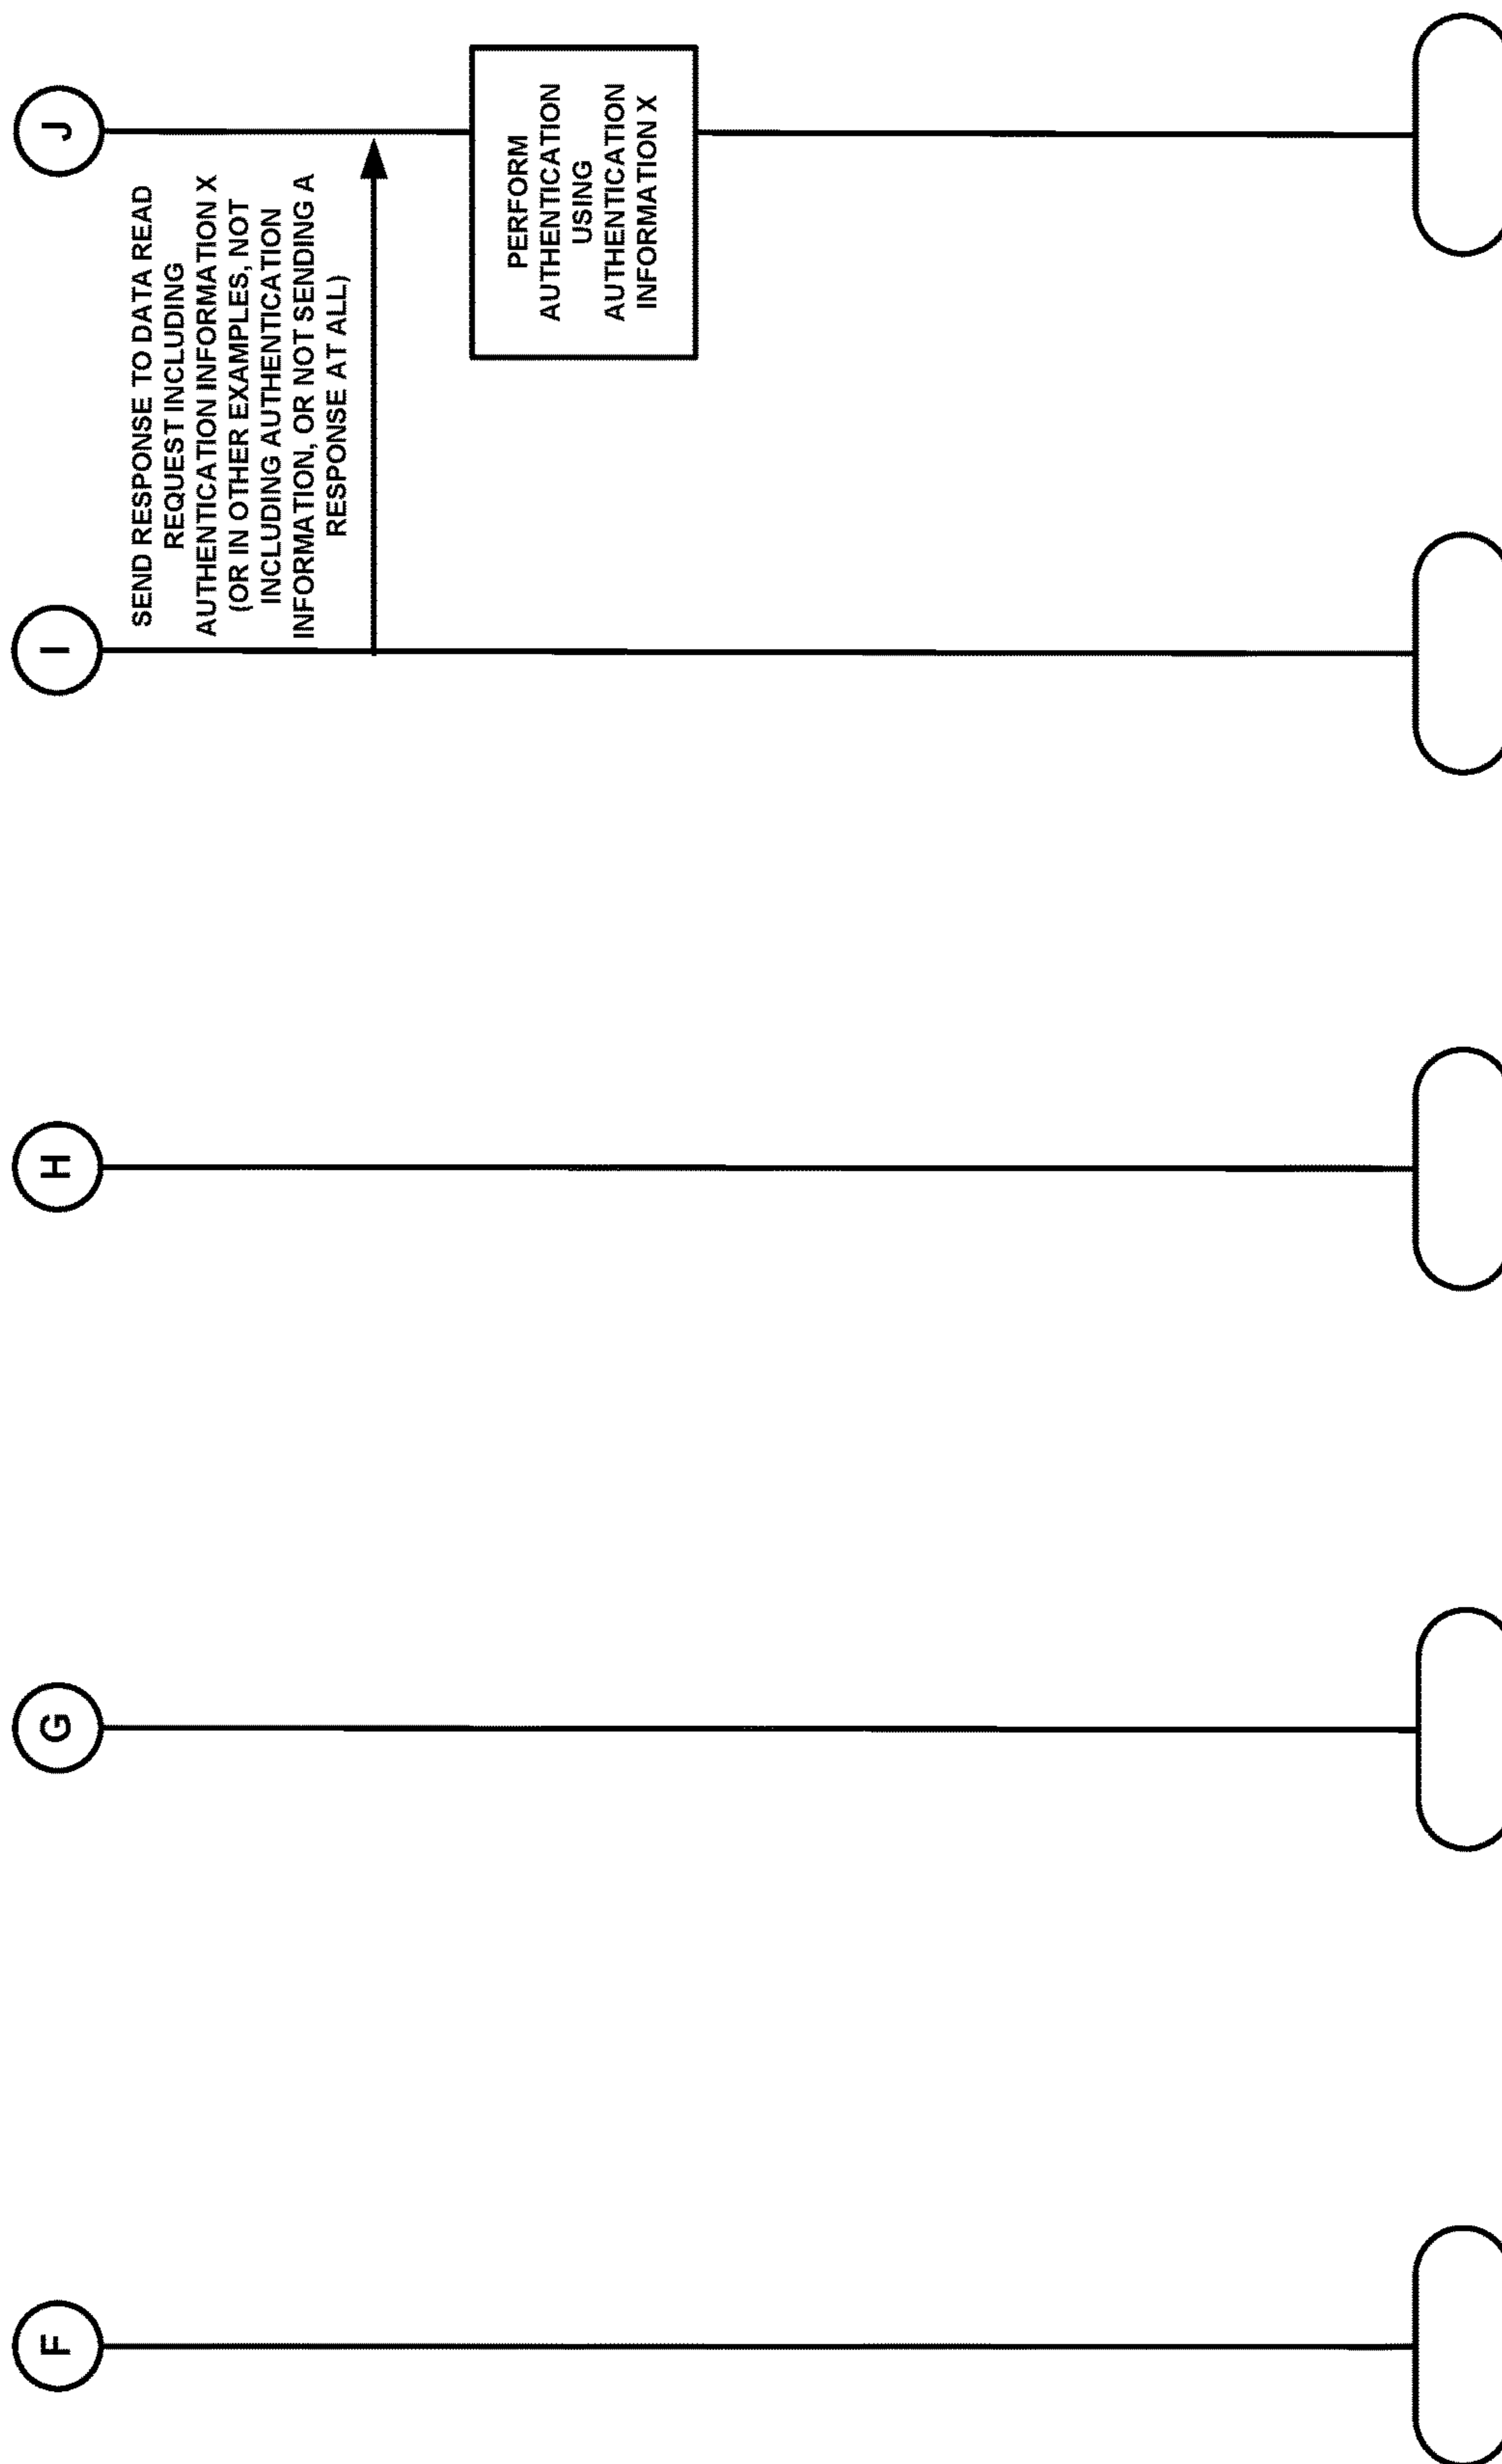 F
G
H
I
J
SEND RESPONSE TO DATA READ
REQUEST INCLUDING
AUTHENTICATION INFORMATION X
(OR IN OTHER EXAMPLES, NOT
INCLUDING AUTHENTICATION
INFORMATION, OR NOT SENDING A
RESPONSE AT ALL)
PERFORM
AUTHENTICATION
USING
AUTHENTICATION
INFORMATION X